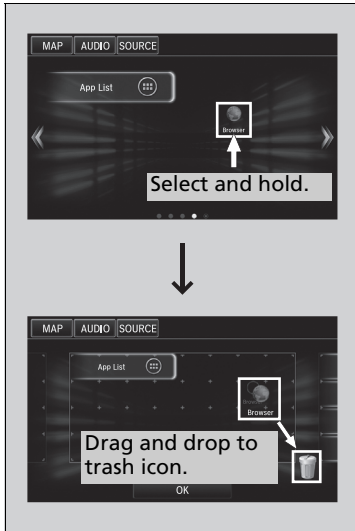 MAP AUDIO SOURCE
App List
Browser
Select and hold.
MAP AUDIO SOURCE
App List
Browser
Drag and drop to
trash icon.
OK